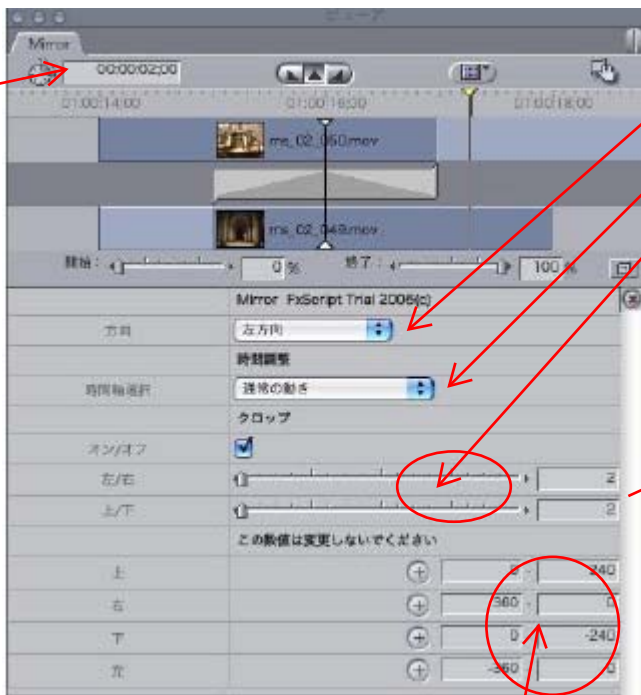 ビューア
Mirror
00:00:02;00
01:00:14;00 01:00:16;00 01:00:18;00
ms_02_050.mov
ms_02_049.mov
開始: 0 % 終了: 100 %
Mirror FxScript Trial 2006(c)
方向 左方向
時間調整
時間軸選択 通常の動き
クロップ
オン/オフ
左/右 2
上/下 2
この数値は変更しないでください
上 0 -240
右 360 0
下 0 -240
左 -360 0